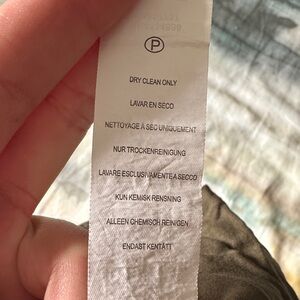 P
DRY CLEAN ONLY
LAVAR EN SECO
NETTOYAGE A SEC UNIQUEMENT
NUR TROCKENREINIGUNG
LAVARE ESCLUSIVAMENTE A SECCO
KUN KEMISK RENSNING
ALLEEN CHEMISCH REINIGEN
ENDAST KEMTÄTT